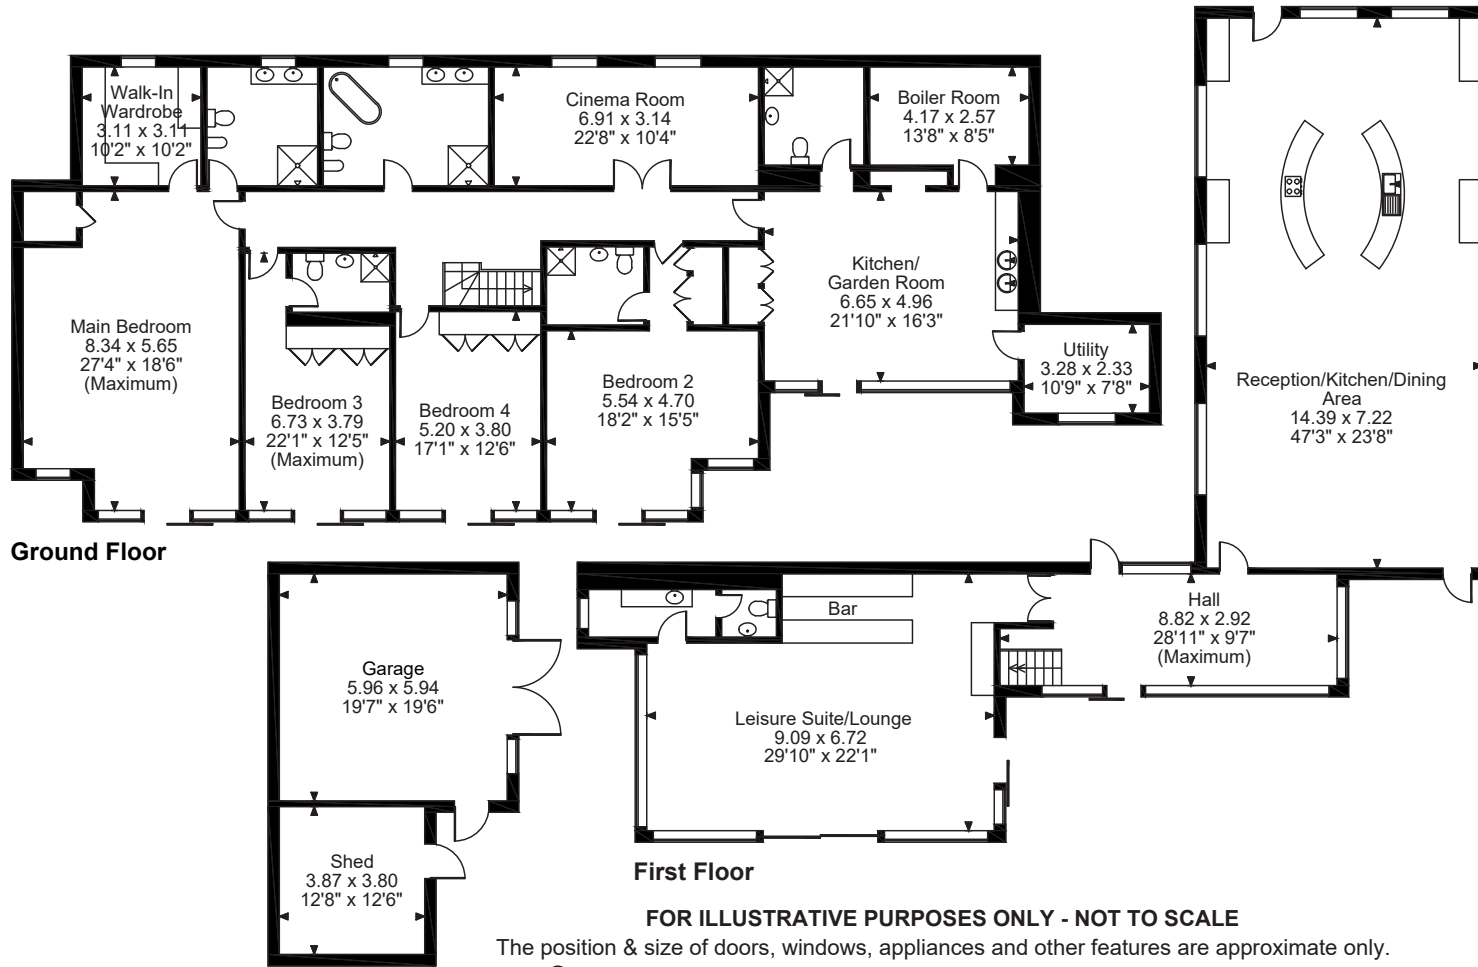 Walk-In
Wardrobe
3.11 x 3.11
10'2" x 10'2"
Cinema Room
6.91 x 3.14
22'8" x 10'4"
Boiler Room
4.17 x 2.57
13'8" x 8'5"
Main Bedroom
8.34 x 5.65
27'4" x 18'6"
(Maximum)
Bedroom 3
6.73 x 3.79
22'1" x 12'5"
(Maximum)
Bedroom 4
5.20 x 3.80
17'1" x 12'6"
Bedroom 2
5.54 x 4.70
18'2" x 15'5"
Kitchen/
Garden Room
6.65 x 4.96
21'10" x 16'3"
Utility
3.28 x 2.33
10'9" x 7'8"
Reception/Kitchen/Dining
Area
14.39 x 7.22
47'3" x 23'8"
Ground Floor
Garage
5.96 x 5.94
19'7" x 19'6"
Shed
3.87 x 3.80
12'8" x 12'6"
Bar
Hall
8.82 x 2.92
28'11" x 9'7"
(Maximum)
Leisure Suite/Lounge
9.09 x 6.72
29'10" x 22'1"
First Floor
FOR ILLUSTRATIVE PURPOSES ONLY - NOT TO SCALE
The position & size of doors, windows, appliances and other features are approximate only.